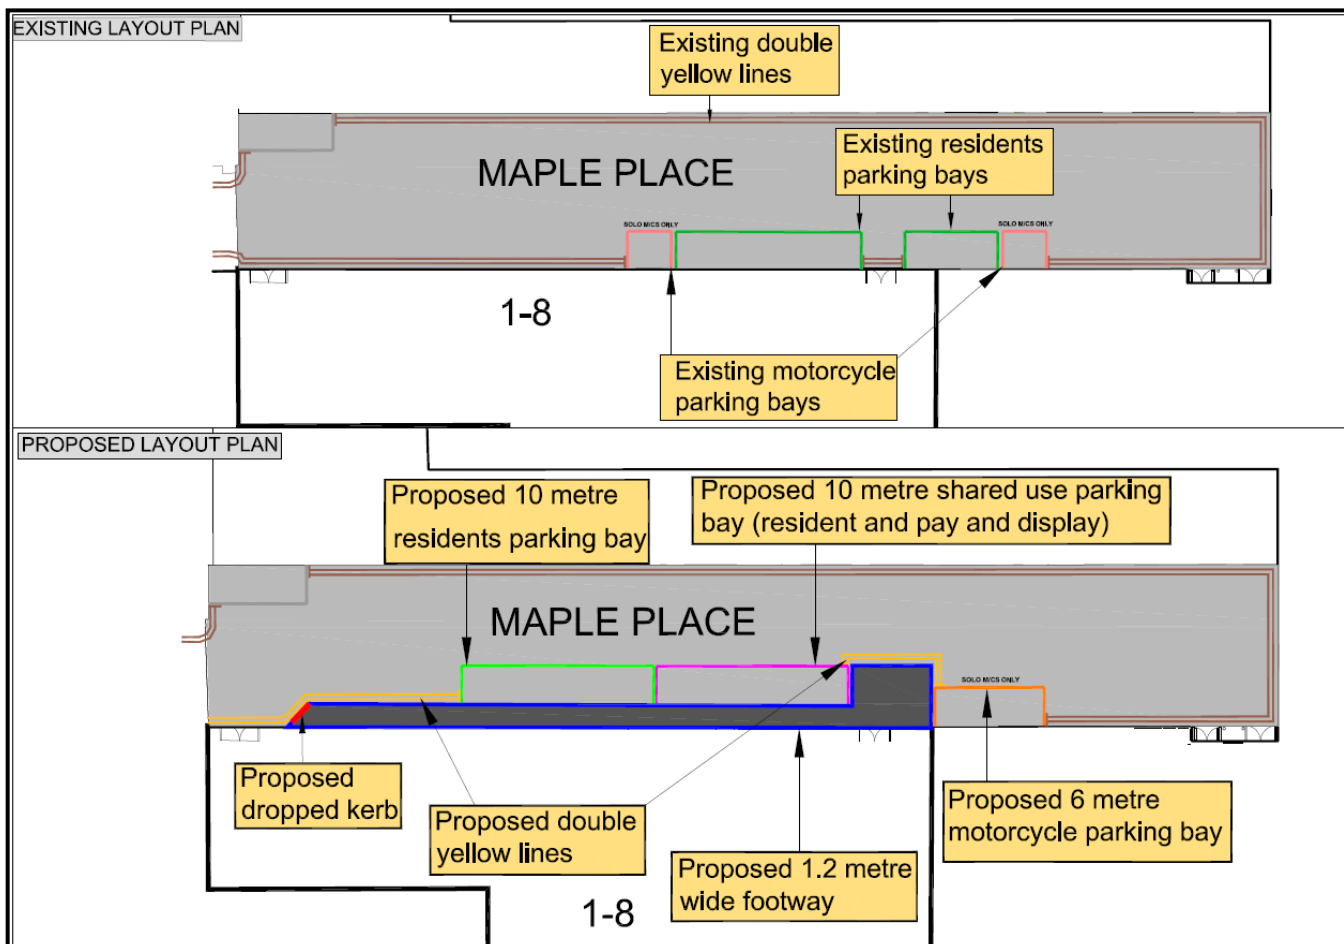 EXISTING LAYOUT PLAN
Existing double
yellow lines
Existing residents
parking bays
MAPLE PLACE
SOLO M/CS ONLY
SOLO M/CS ONLY
1-8
Existing motorcycle
parking bays
PROPOSED LAYOUT PLAN
Proposed 10 metre
residents parking bay
Proposed 10 metre shared use parking
bay (resident and pay and display)
MAPLE PLACE
SOLO M/CS ONLY
Proposed
dropped kerb
Proposed double
yellow lines
Proposed 1.2 metre
wide footway
Proposed 6 metre
motorcycle parking bay
1-8